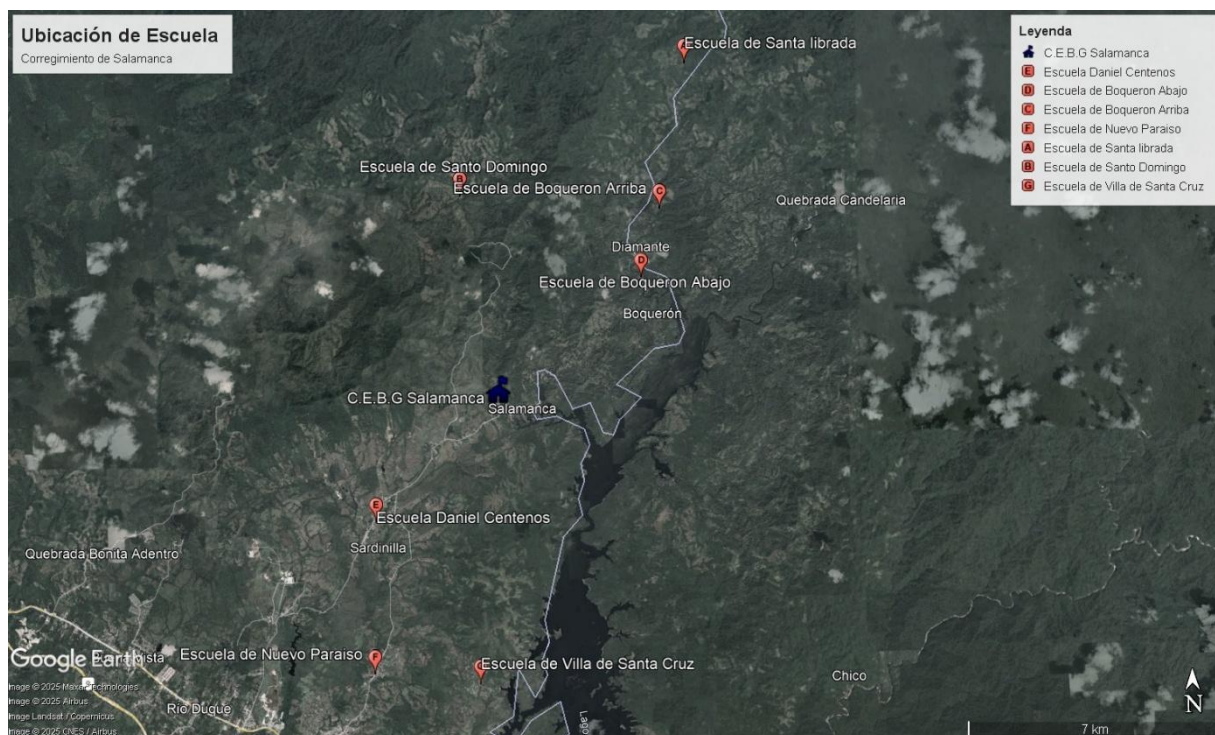 Ubicación de Escuela
Corregimiento de Salamanca
Leyenda
C.E.B.G Salamanca
E Escuela Daniel Centenos
D Escuela de Boqueron Abajo
C Escuela de Boqueron Arriba
F Escuela de Nuevo Paraiso
A Escuela de Santa librada
B Escuela de Santo Domingo
G Escuela de Villa de Santa Cruz
A Escuela de Santa librada
Escuela de Santo Domingo
B
Escuela de Boqueron Arriba
C
Quebrada Candelaria
Diamante
D
Escuela de Boqueron Abajo
Boquerón
C.E.B.G Salamanca
Salamanca
E
Escuela Daniel Centenos
Sardinilla
Quebrada Bonita Adentro
Escuela de Nuevo Paraiso
F
Escuela de Villa de Santa Cruz
Google Earth
Chico
Rio Duque
Lago
Image © 2025 Maxar Technologies
Image © 2025 Airbus
Image Landsat / Copernicus
Image © 2025 CNES / Airbus
N
7 km